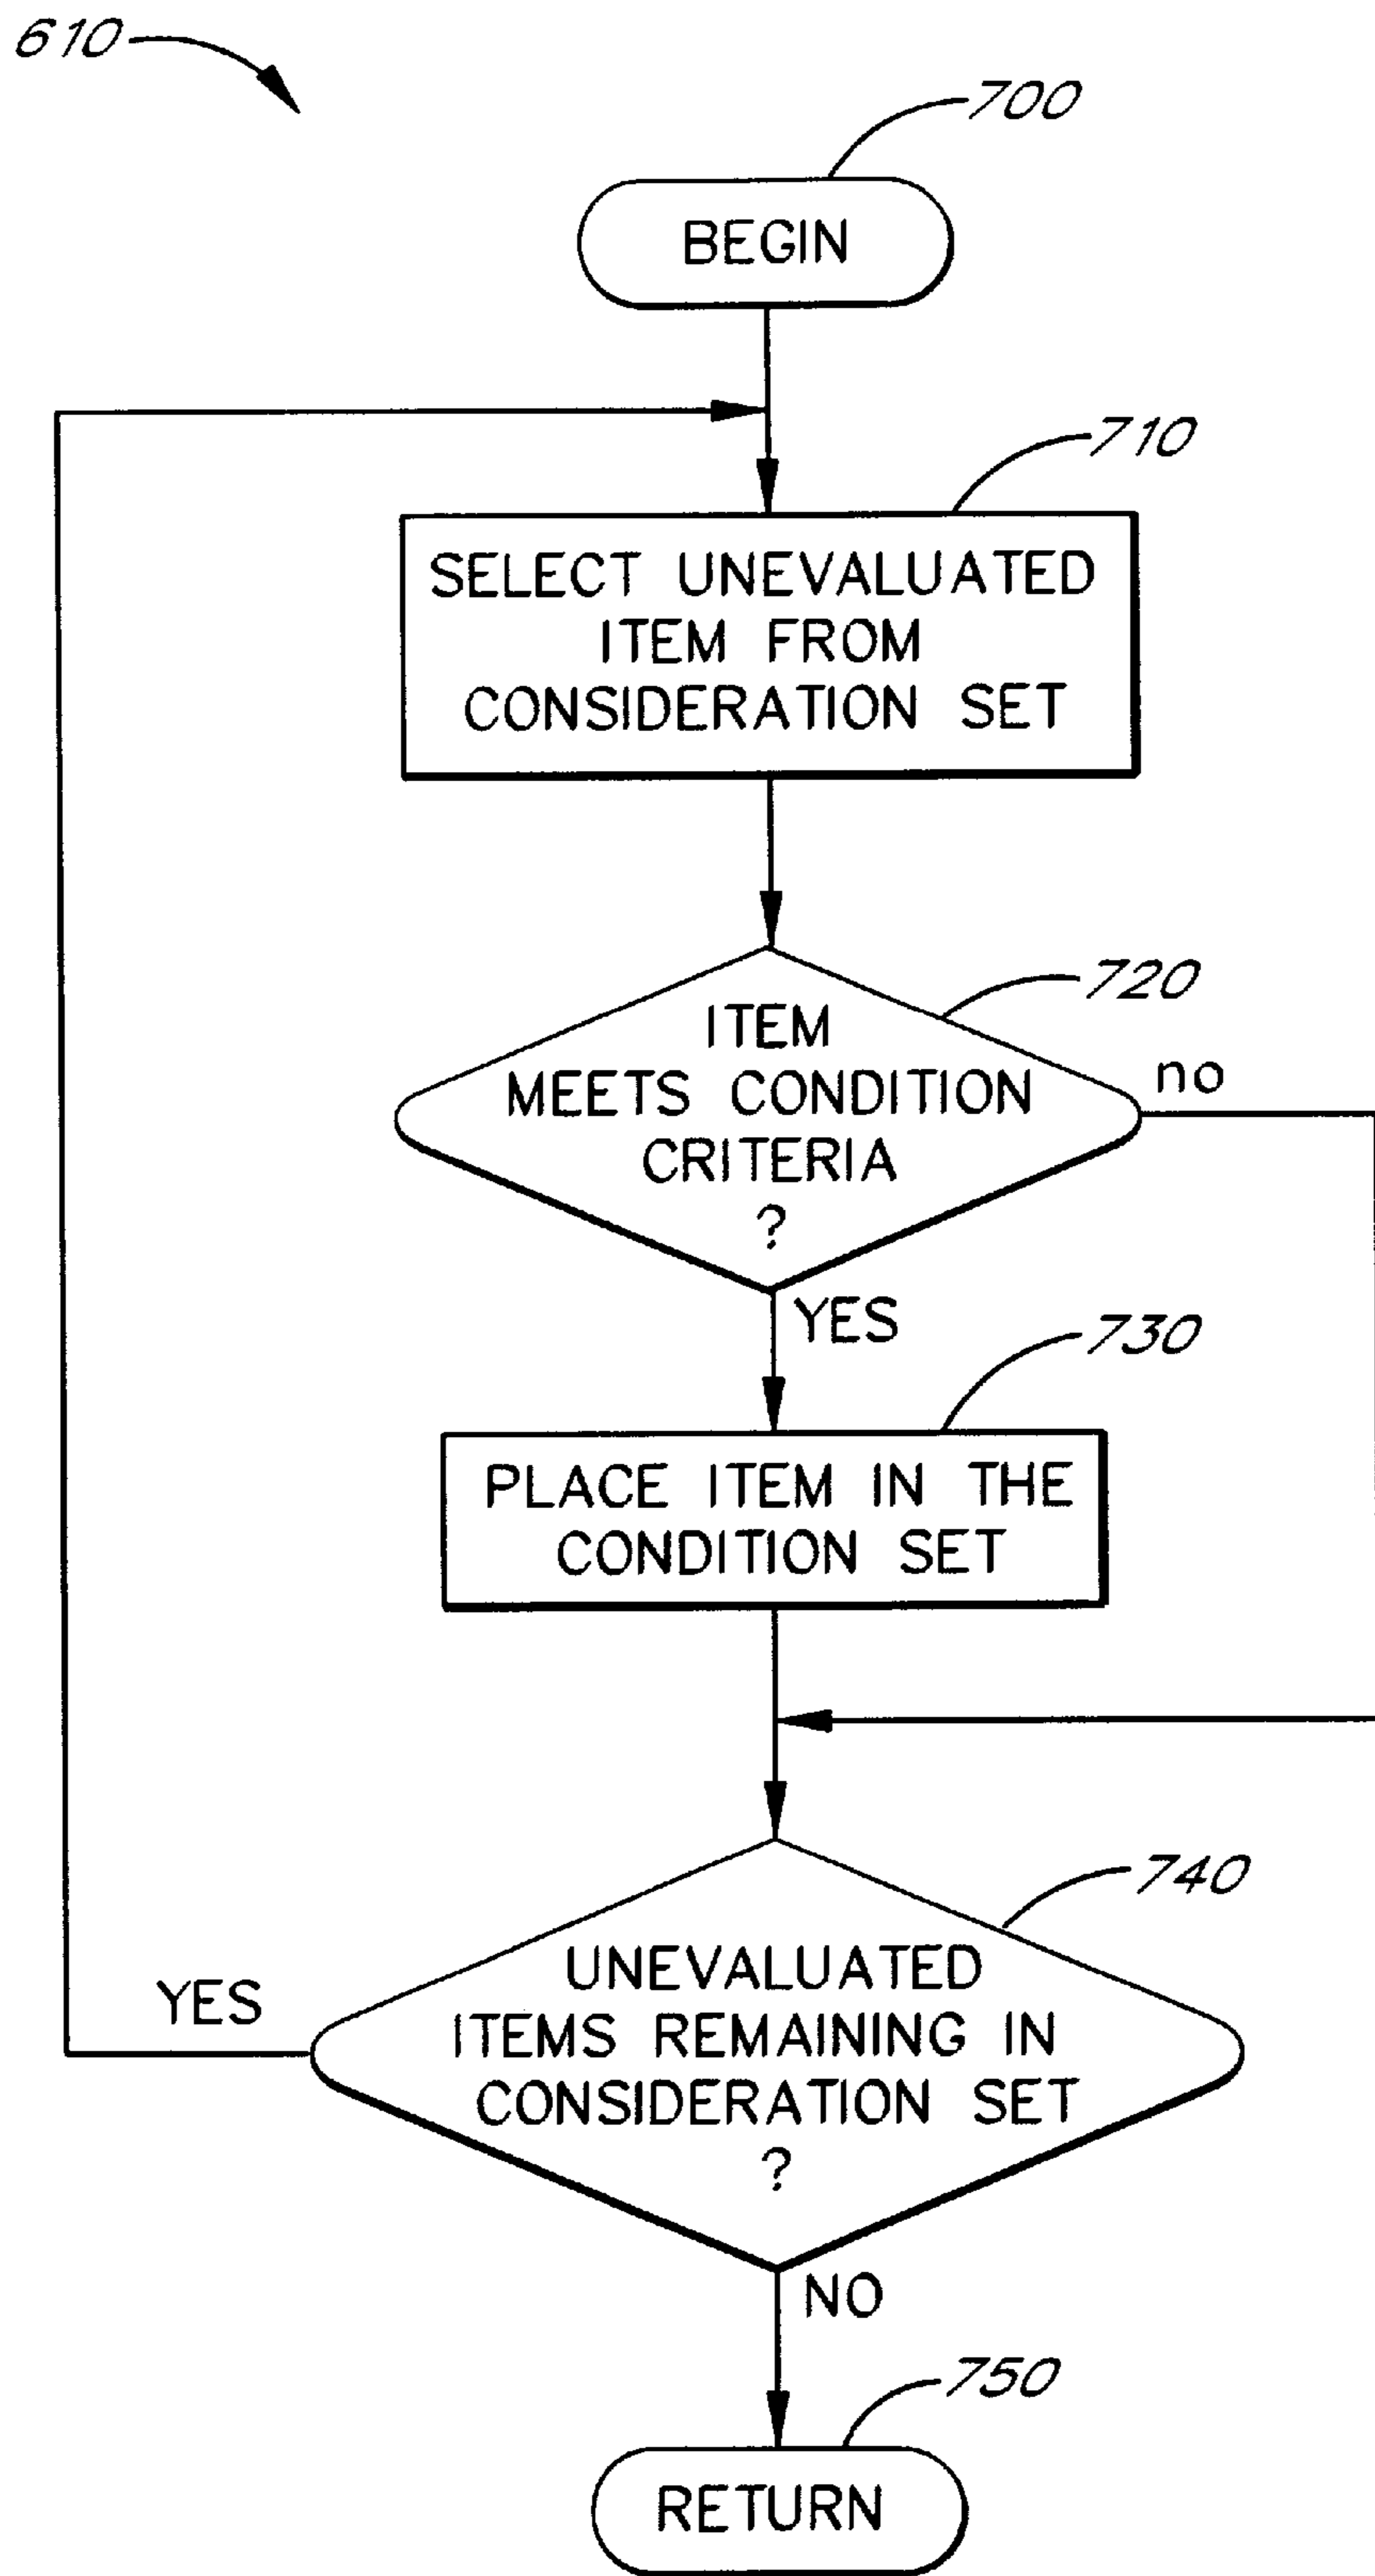 610
700
BEGIN
710
SELECT UNEVALUATED
ITEM FROM
CONSIDERATION SET
720
ITEM
MEETS CONDITION
CRITERIA
?
no
YES
730
PLACE ITEM IN THE
CONDITION SET
740
UNEVALUATED
ITEMS REMAINING IN
CONSIDERATION SET
?
YES
NO
750
RETURN